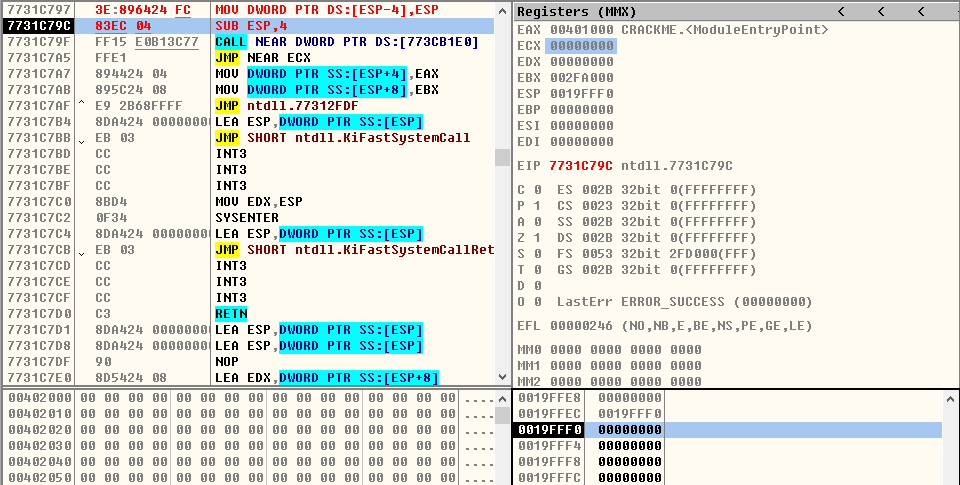 7731C797 3E:896424 FC MOV DWORD PTR DS:[ESP-4],ESP
7731C79C 83EC 04 SUB ESP,4
7731C79F FF15 E0B13C77 CALL NEAR DWORD PTR DS:[773CB1E0]
7731C7A5 FFE1 JMP NEAR ECX
7731C7A7 894424 04 MOV DWORD PTR SS:[ESP+4],EAX
7731C7AB 895C24 08 MOV DWORD PTR SS:[ESP+8],EBX
7731C7AF ^ E9 2B68FFFF JMP ntdll.77312FDF
7731C7B4 8DA424 0000000 LEA ESP,DWORD PTR SS:[ESP]
7731C7BB ⌄ EB 03 JMP SHORT ntdll.KiFastSystemCall
7731C7BD CC INT3
7731C7BE CC INT3
7731C7BF CC INT3
7731C7C0 8BD4 MOV EDX,ESP
7731C7C2 0F34 SYSENTER
7731C7C4 8DA424 0000000 LEA ESP,DWORD PTR SS:[ESP]
7731C7CB ⌄ EB 03 JMP SHORT ntdll.KiFastSystemCallRet
7731C7CD CC INT3
7731C7CE CC INT3
7731C7CF CC INT3
7731C7D0 C3 RETN
7731C7D1 8DA424 0000000 LEA ESP,DWORD PTR SS:[ESP]
7731C7D8 8DA424 0000000 LEA ESP,DWORD PTR SS:[ESP]
7731C7DF 90 NOP
7731C7E0 8D5424 08 LEA EDX,DWORD PTR SS:[ESP+8]
Registers (MMX) < < <
EAX 00401000 CRACKME.<ModuleEntryPoint>
ECX 00000000
EDX 00000000
EBX 002FA000
ESP 0019FFF0
EBP 00000000
ESI 00000000
EDI 00000000
EIP 7731C79C ntdll.7731C79C
C 0 ES 002B 32bit 0(FFFFFFFF)
P 1 CS 0023 32bit 0(FFFFFFFF)
A 0 SS 002B 32bit 0(FFFFFFFF)
Z 1 DS 002B 32bit 0(FFFFFFFF)
S 0 FS 0053 32bit 2FD000(FFF)
T 0 GS 002B 32bit 0(FFFFFFFF)
D 0
O 0 LastErr ERROR_SUCCESS (00000000)
EFL 00000246 (NO,NB,E,BE,NS,PE,GE,LE)
MM0 0000 0000 0000 0000
MM1 0000 0000 0000 0000
MM2 0000 0000 0000 0000
00402000 00 00 00 00 00 00 00 00 00 00 00 00 00 00 00 00 ....
00402010 00 00 00 00 00 00 00 00 00 00 00 00 00 00 00 00 ....
00402020 00 00 00 00 00 00 00 00 00 00 00 00 00 00 00 00 ....
00402030 00 00 00 00 00 00 00 00 00 00 00 00 00 00 00 00 ....
00402040 00 00 00 00 00 00 00 00 00 00 00 00 00 00 00 00 ....
00402050 00 00 00 00 00 00 00 00 00 00 00 00 00 00 00 00 ....
0019FFE8 00000000
0019FFEC 0019FFF0
0019FFF0 00000000
0019FFF4 00000000
0019FFF8 00000000
0019FFFC 00000000